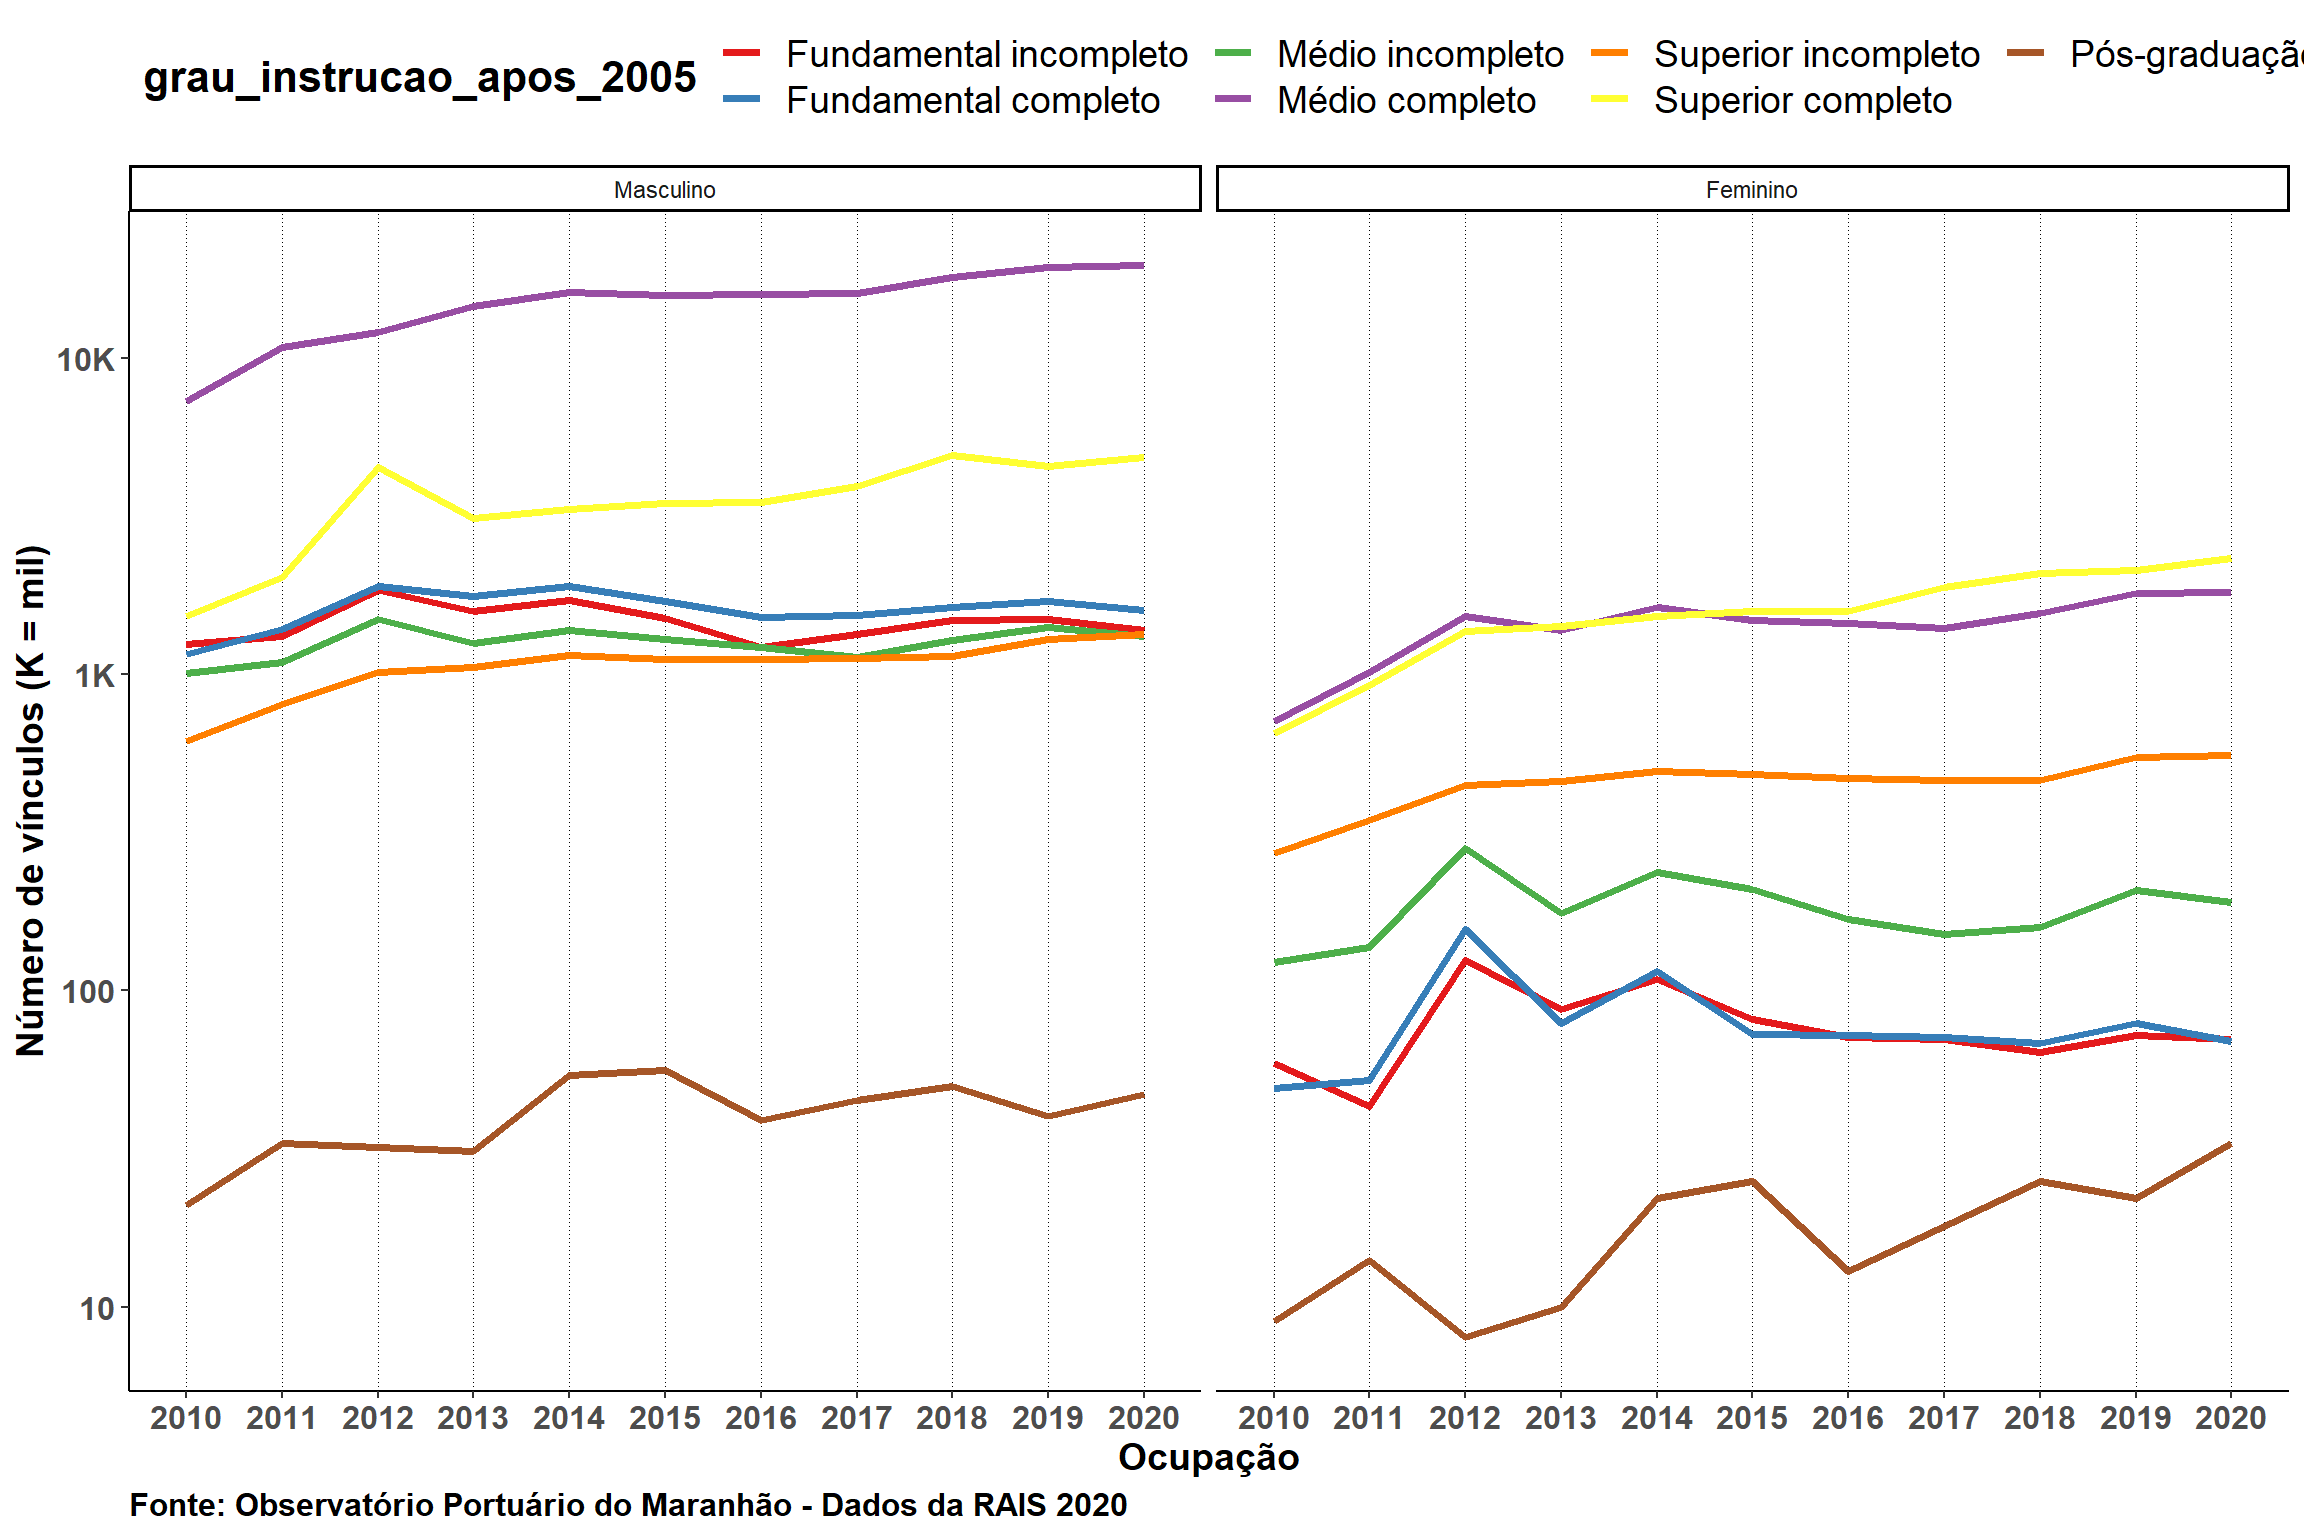 grau_instrucao_apos_2005
Fundamental incompleto
Médio incompleto
Superior incompleto
Pós-graduação
Fundamental completo
Médio completo
Superior completo
Masculino
Feminino
Número de vínculos (K = mil)
10K
1K
100
10
2010 2011 2012 2013 2014 2015 2016 2017 2018 2019 2020
2010 2011 2012 2013 2014 2015 2016 2017 2018 2019 2020
Ocupação
Fonte: Observatório Portuário do Maranhão - Dados da RAIS 2020